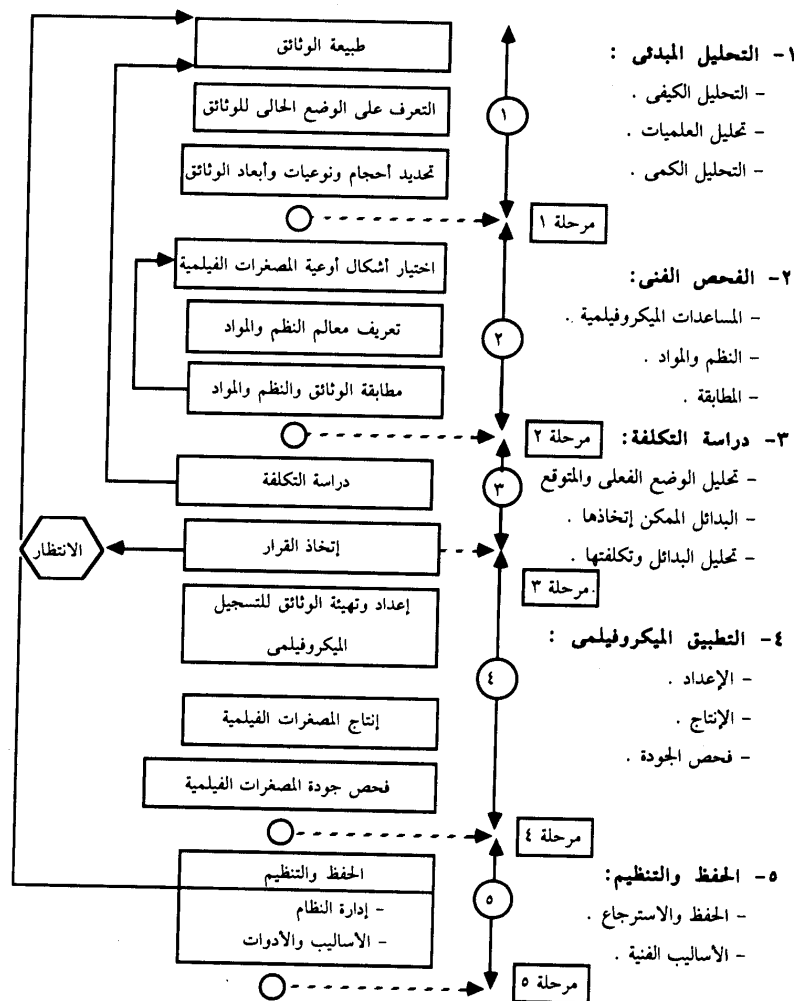 ١- التحليل المبدئى :
- التحليل الكيفى .
- تحليل العلميات .
- التحليل الكمى .
مرحلة ١
٢- الفحص الفنى:
- المساعدات الميكروفيلمية .
- النظم والمواد .
- المطابقة .
مرحلة ٢
٣- دراسة التكلفة:
- تحليل الوضع الفعلى والمتوقع
- البدائل الممكن إتخاذها .
- تحليل البدائل وتكلفتها .
مرحلة ٣
٤- التطبيق الميكروفيلمى :
- الإعداد .
- الإنتاج .
- فحص الجودة .
مرحلة ٤
٥- الحفظ والتنظيم:
- الحفظ والاسترجاع .
- الأساليب الفنية .
مرحلة ٥
١
٢
٣
٤
٥
طبيعة الوثائق
التعرف على الوضع الحالى للوثائق
تحديد أحجام ونوعيات وأبعاد الوثائق
اختيار أشكال أوعية المصغرات الفيلمية
تعريف معالم النظم والمواد
مطابقة الوثائق والنظم والمواد
دراسة التكلفة
إتخاذ القرار
الانتظار
إعداد وتهيئة الوثائق للتسجيل
الميكروفيلمى
إنتاج المصغرات الفيلمية
فحص جودة المصغرات الفيلمية
الحفظ والتنظيم
- إدارة النظام
- الأساليب والأدوات